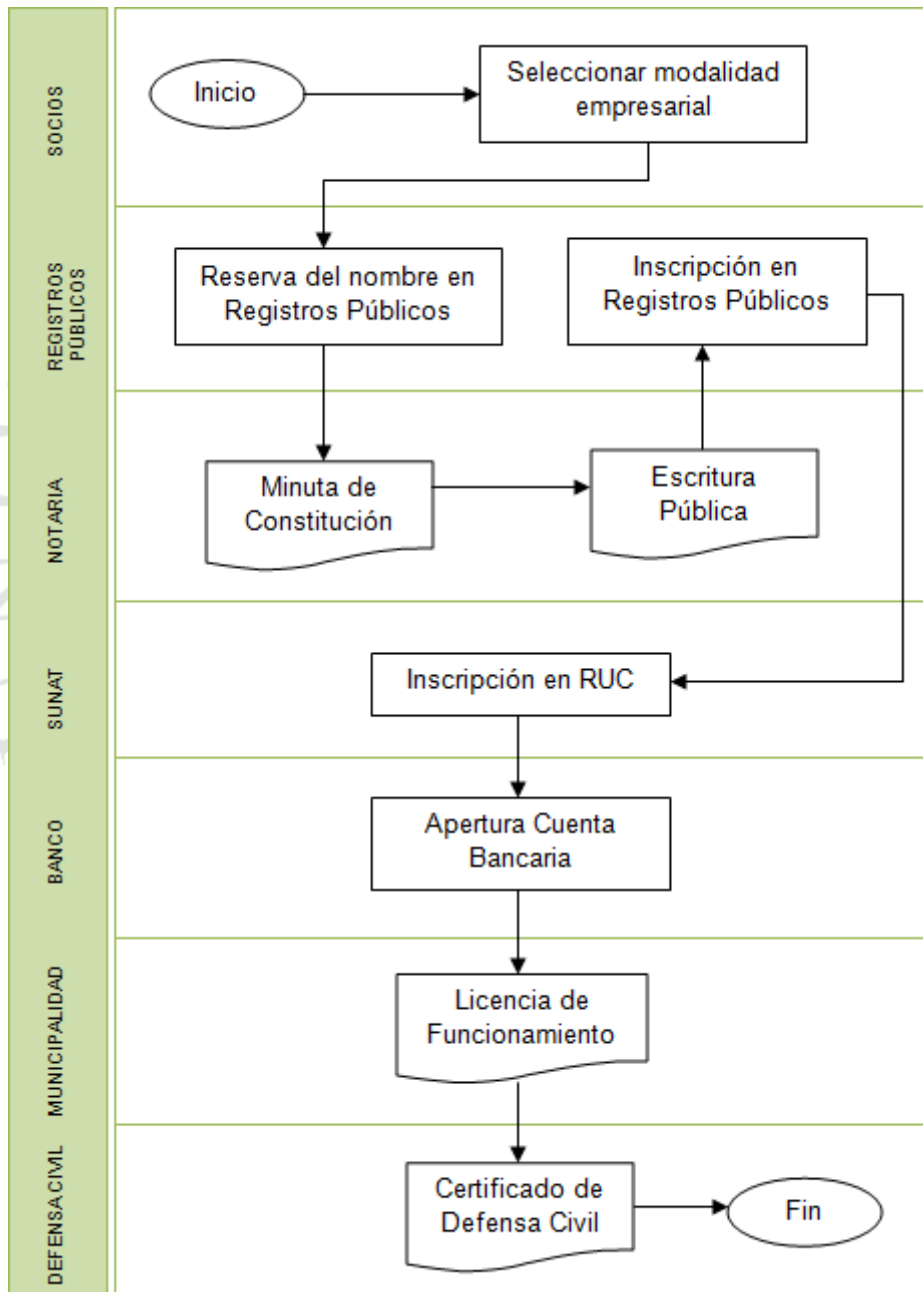 SOCIOS
Inicio
Seleccionar modalidad
empresarial
REGISTROS
PÚBLICOS
Reserva del nombre en
Registros Públicos
Inscripción en
Registros Públicos
NOTARIA
Minuta de
Constitución
Escritura
Pública
SUNAT
Inscripción en RUC
BANCO
Apertura Cuenta
Bancaria
MUNICIPALIDAD
Licencia de
Funcionamiento
DEFENSA CIVIL
Certificado de
Defensa Civil
Fin